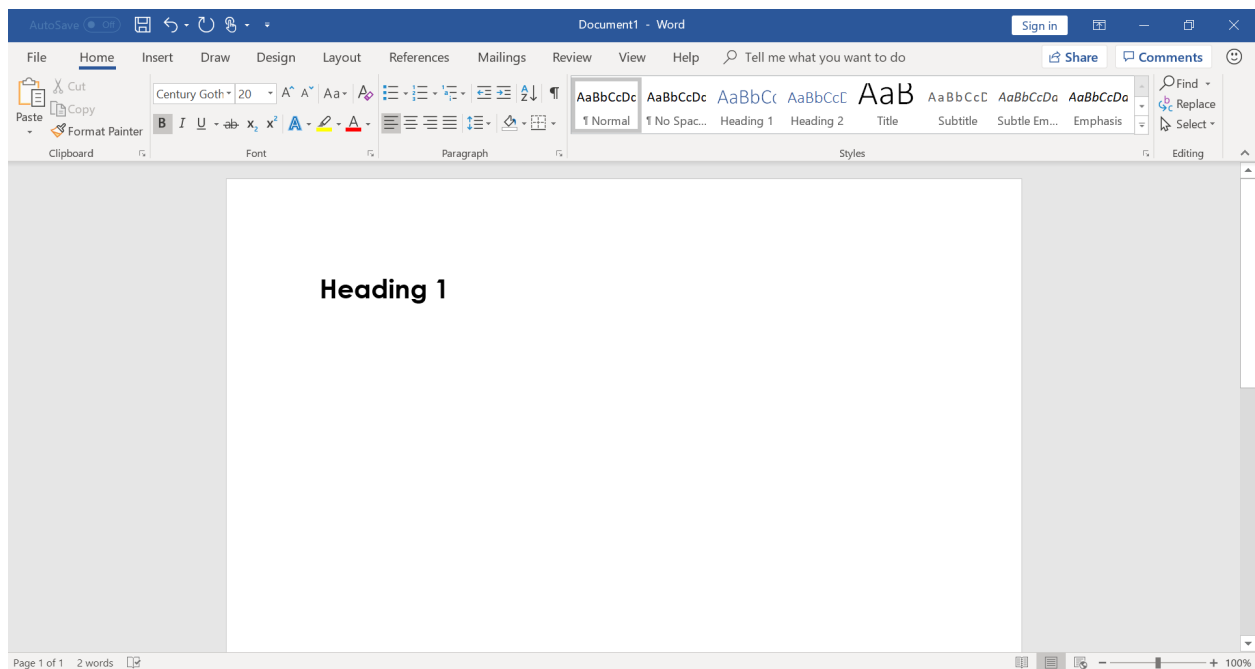 AutoSave Off Document1 - Word Sign in
File Home Insert Draw Design Layout References Mailings Review View Help Tell me what you want to do Share Comments
Paste
Cut
Copy
Format Painter
Clipboard
Century Goth 20 A^ A˅ Aa A
B I U ab x₂ x² A A
Font
A Z
Paragraph
AaBbCcDc AaBbCcDc AaBbCc AaBbCcD AaB AaBbCcD AaBbCcDa AaBbCcDa
¶ Normal ¶ No Spac... Heading 1 Heading 2 Title Subtitle Subtle Em... Emphasis
Styles
Find
Replace
Select
Editing
Heading 1
Page 1 of 1 2 words 100%